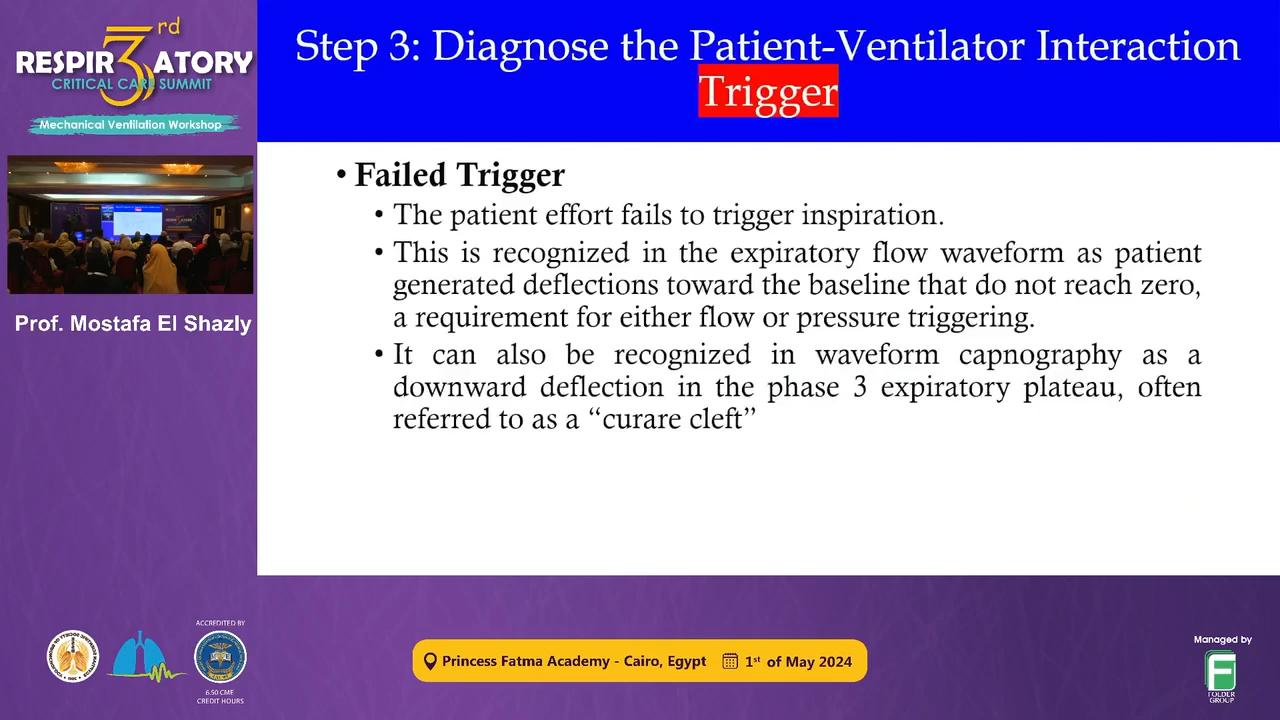 3rd
RESPIRATORY
CRITICAL CARE SUMMIT
Mechanical Ventilation Workshop
Prof. Mostafa El Shazly
Step 3: Diagnose the Patient-Ventilator Interaction
Trigger
• Failed Trigger
• The patient effort fails to trigger inspiration.
• This is recognized in the expiratory flow waveform as patient
generated deflections toward the baseline that do not reach zero,
a requirement for either flow or pressure triggering.
• It can also be recognized in waveform capnography as a
downward deflection in the phase 3 expiratory plateau, often
referred to as a “curare cleft”
ACCREDITED BY
6.50 CME
CREDIT HOURS
Princess Fatma Academy - Cairo, Egypt
1st of May 2024
Managed by
F
FOLDER
GROUP